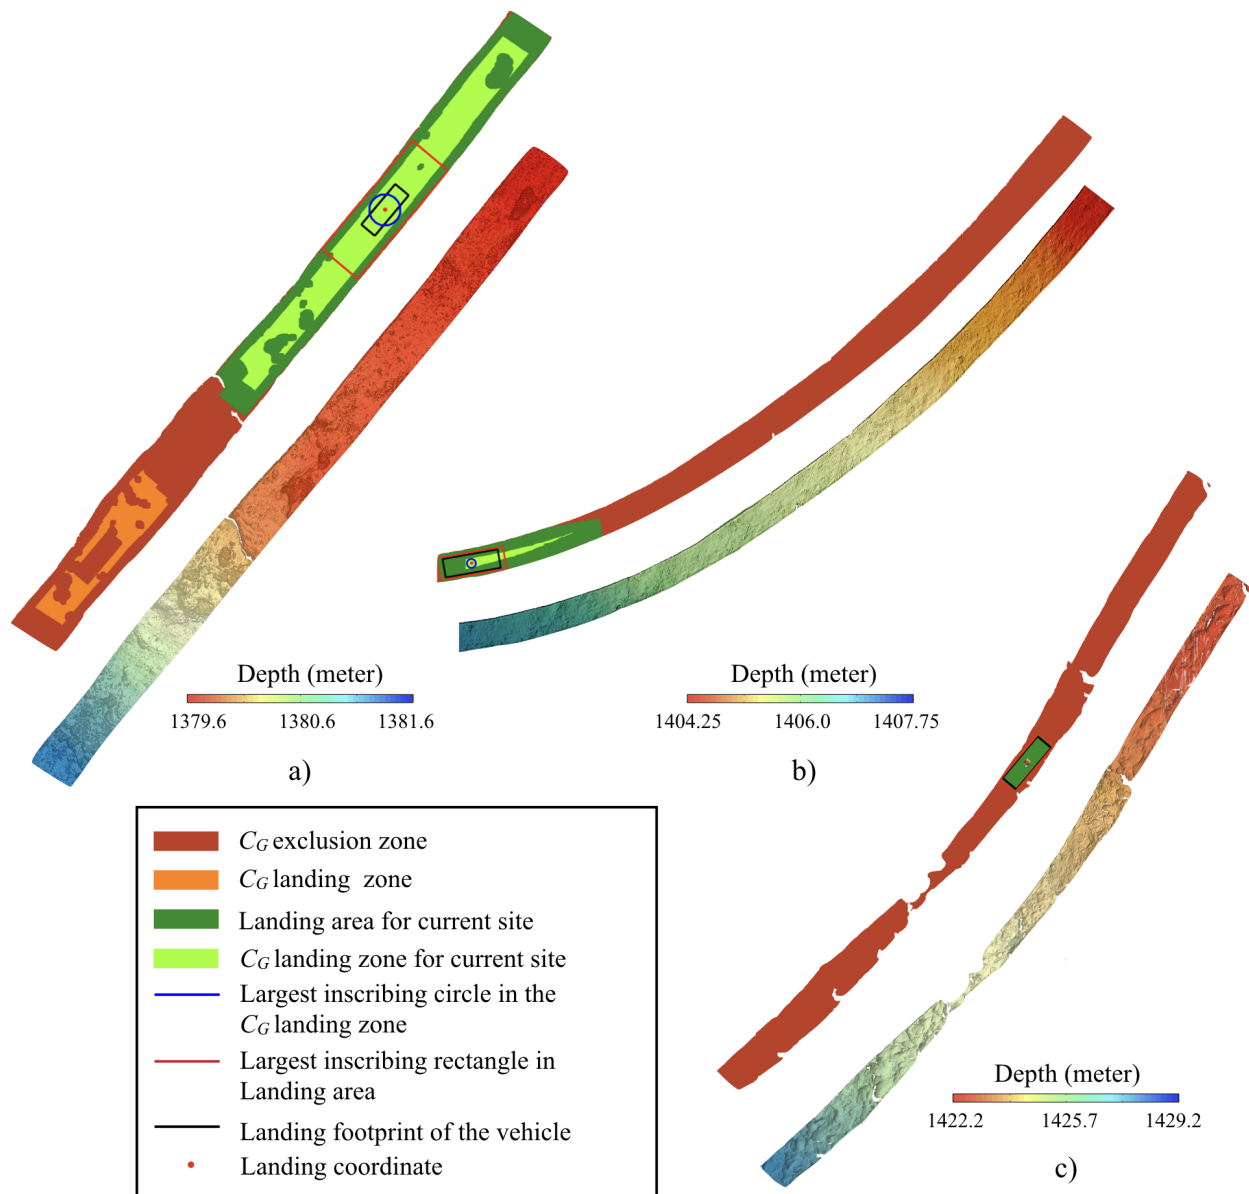 Depth (meter)
1379.6 1380.6 1381.6
a)
Depth (meter)
1404.25 1406.0 1407.75
b)
Depth (meter)
1422.2 1425.7 1429.2
c)
CG exclusion zone
CG landing zone
Landing area for current site
CG landing zone for current site
Largest inscribing circle in the
CG landing zone
Largest inscribing rectangle in
Landing area
Landing footprint of the vehicle
Landing coordinate